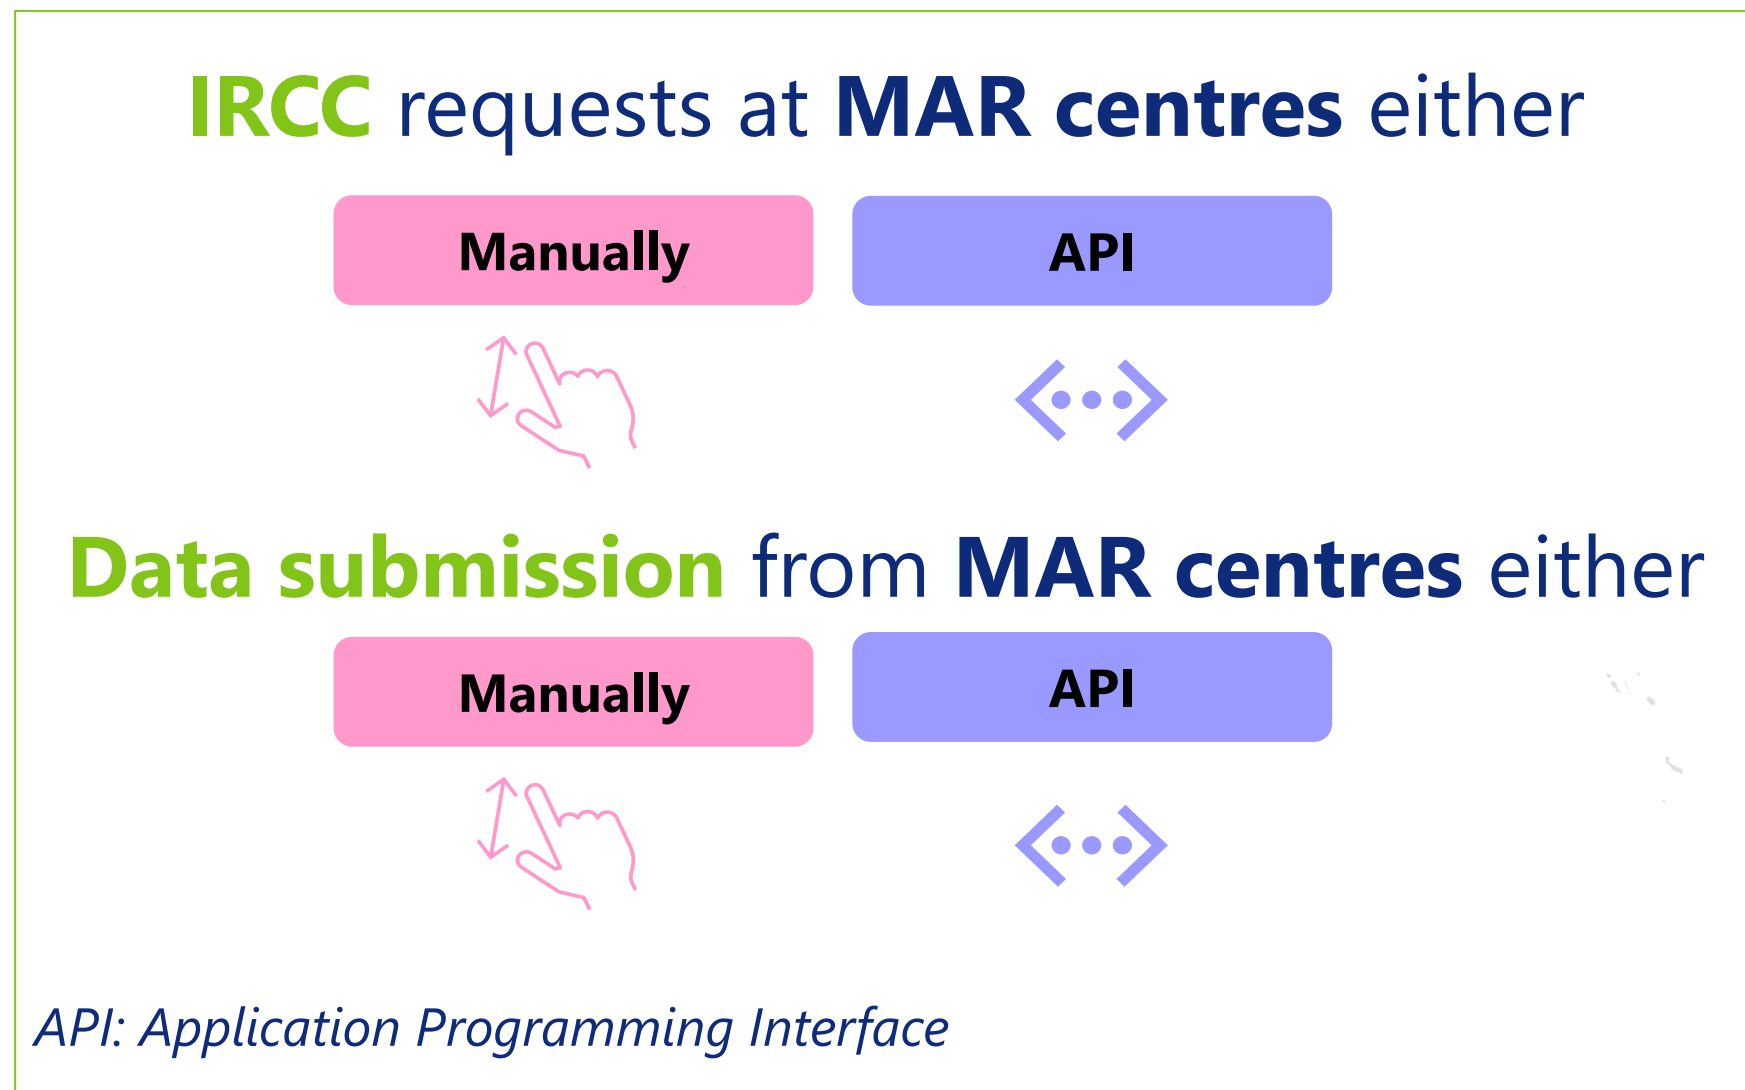 IRCC requests at MAR centres either
Manually
API
Data submission from MAR centres either
Manually
API
API: Application Programming Interface